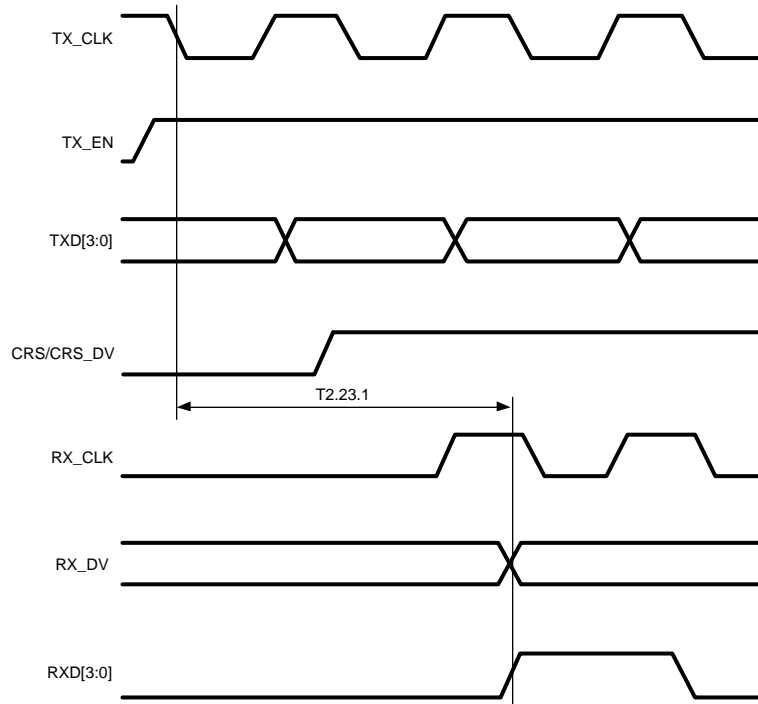 TX_CLK
TX_EN
TXD[3:0]
CRS/CRS_DV
T2.23.1
RX_CLK
RX_DV
RXD[3:0]